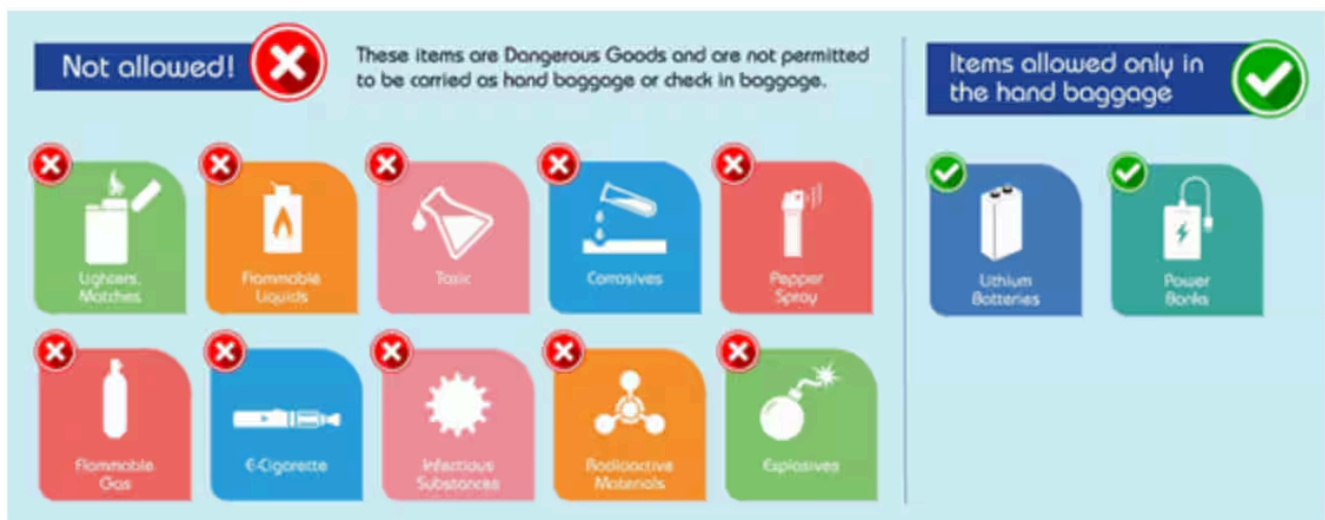 Not allowed!
These items are Dangerous Goods and are not permitted
to be carried as hand baggage or check in baggage.
Items allowed only in
the hand baggage
Lighters,
Matches
Flammable
Liquids
Toxic
Corrosives
Pepper
Spray
Lithium
Batteries
Power
Banks
Flammable
Gas
E-Cigarette
Infectious
Substances
Radioactive
Materials
Explosives